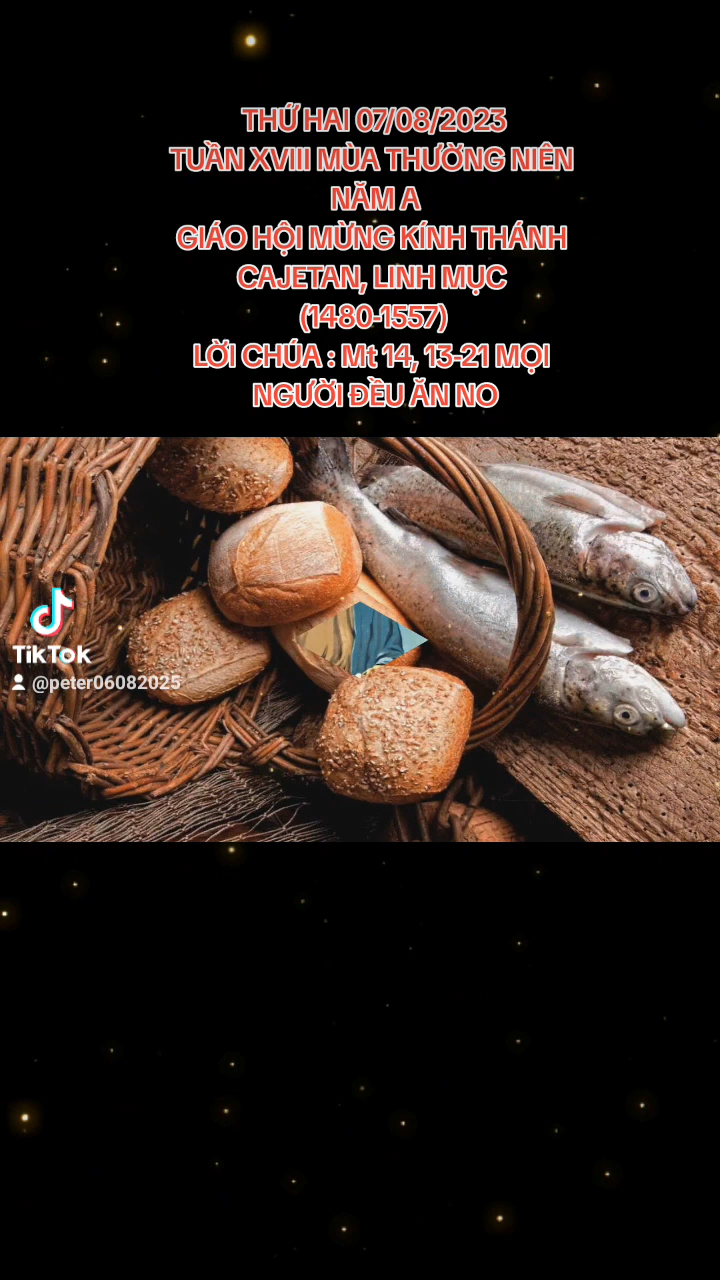 THỨ HAI 07/08/2023
TUẦN XVIII MÙA THƯỜNG NIÊN
NĂM A
GIÁO HỘI MỪNG KÍNH THÁNH
CAJETAN, LINH MỤC
(1480-1557)
LỜI CHÚA : Mt 14, 13-21 MỌI
NGƯỜI ĐỀU ĂN NO
TikTok
@peter06082025